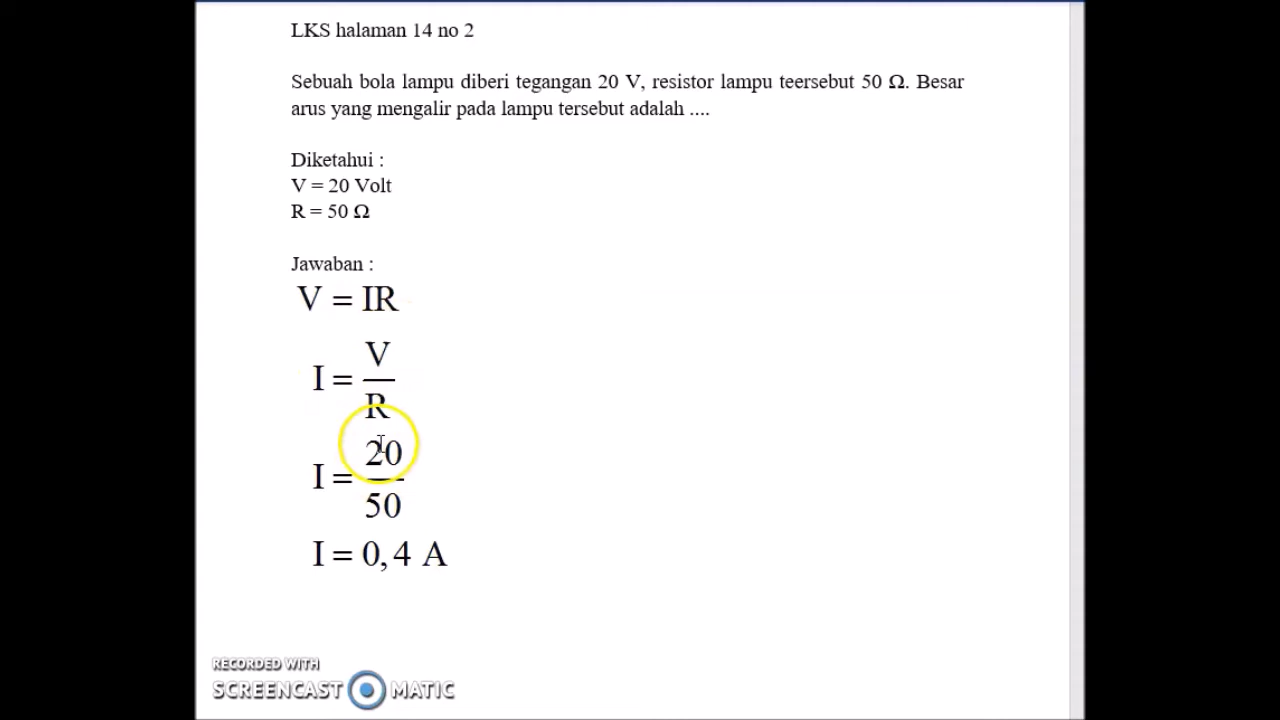 LKS halaman 14 no 2
Sebuah bola lampu diberi tegangan 20 V, resistor lampu teersebut 50 Ω. Besar
arus yang mengalir pada lampu tersebut adalah ....
Diketahui :
V = 20 Volt
R = 50 Ω
Jawaban :
V = IR
I = V/R
I = 20/50
I = 0,4 A
RECORDED WITH
SCREENCAST MATIC